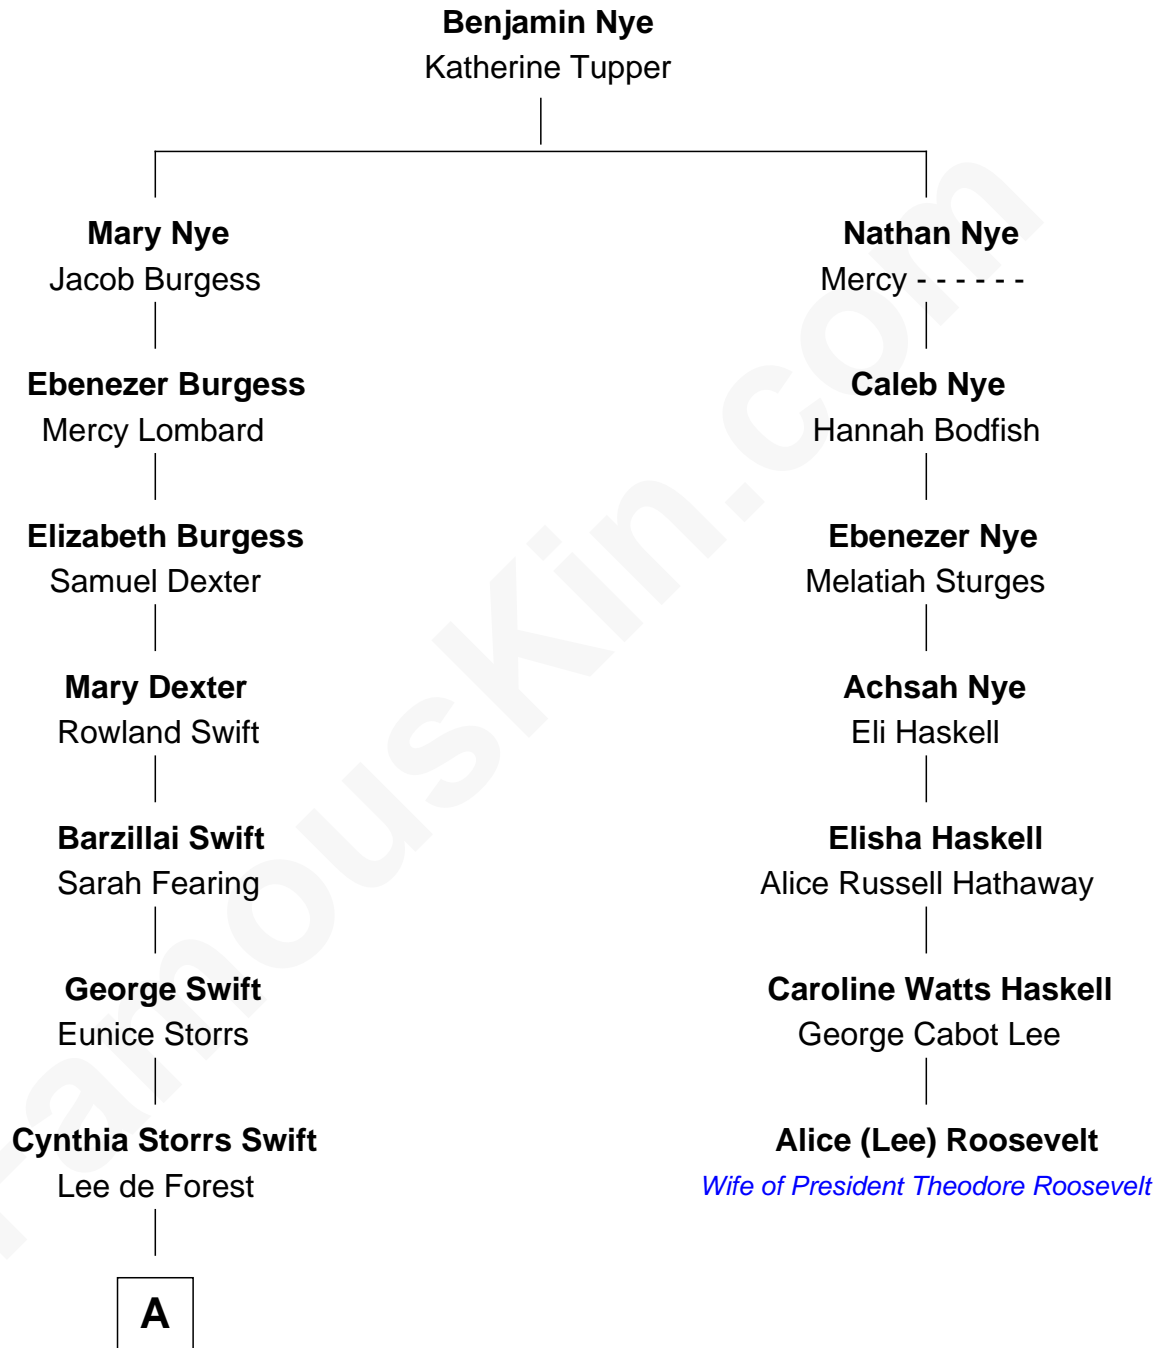 Benjamin Nye
Katherine Tupper
Mary Nye
Jacob Burgess
Ebenezer Burgess
Mercy Lombard
Elizabeth Burgess
Samuel Dexter
Mary Dexter
Rowland Swift
Barzillai Swift
Sarah Fearing
George Swift
Eunice Storrs
Cynthia Storrs Swift
Lee de Forest
A
Nathan Nye
Mercy - - - - - -
Caleb Nye
Hannah Bodfish
Ebenezer Nye
Melatiah Sturges
Achsah Nye
Eli Haskell
Elisha Haskell
Alice Russell Hathaway
Caroline Watts Haskell
George Cabot Lee
Alice (Lee) Roosevelt
Wife of President Theodore Roosevelt
FamousKin.com